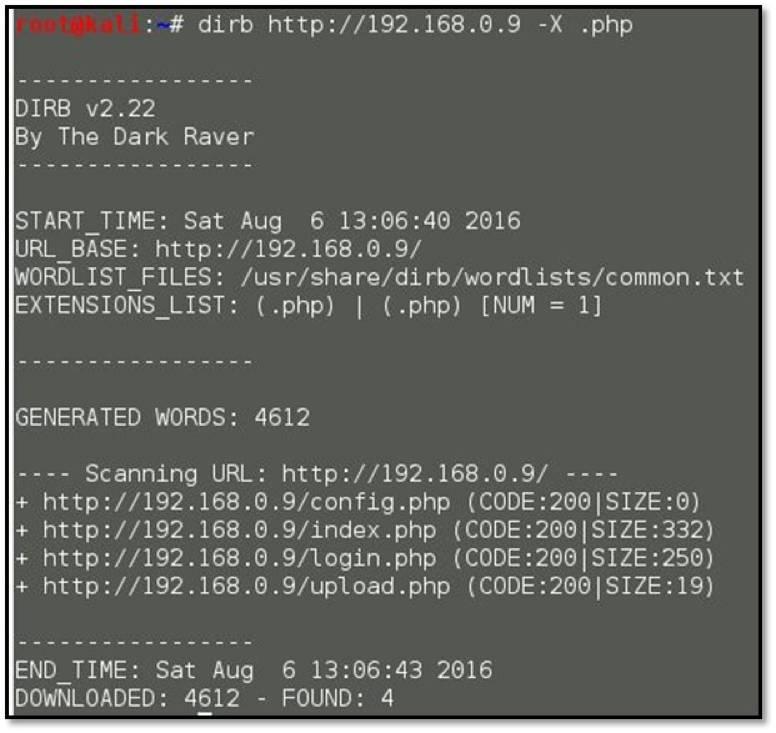 root@kali:~# dirb http://192.168.0.9 -X .php
-----------------
DIRB v2.22
By The Dark Raver
-----------------
START_TIME: Sat Aug  6 13:06:40 2016
URL_BASE: http://192.168.0.9/
WORDLIST_FILES: /usr/share/dirb/wordlists/common.txt
EXTENSIONS_LIST: (.php) | (.php) [NUM = 1]
-----------------
GENERATED WORDS: 4612
---- Scanning URL: http://192.168.0.9/ ----
+ http://192.168.0.9/config.php (CODE:200|SIZE:0)
+ http://192.168.0.9/index.php (CODE:200|SIZE:332)
+ http://192.168.0.9/login.php (CODE:200|SIZE:250)
+ http://192.168.0.9/upload.php (CODE:200|SIZE:19)
-----------------
END_TIME: Sat Aug  6 13:06:43 2016
DOWNLOADED: 4612 - FOUND: 4